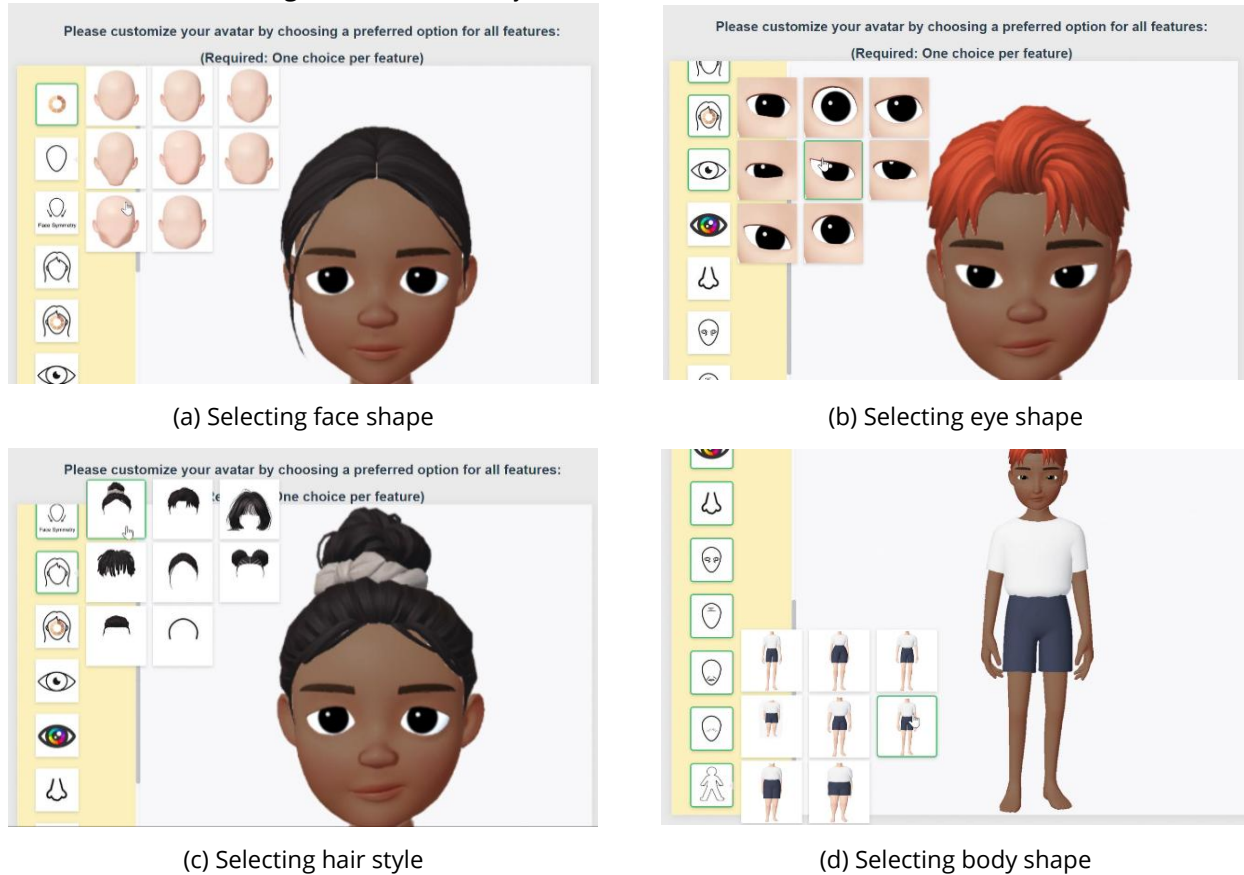 Please customize your avatar by choosing a preferred option for all features:
(Required: One choice per feature)
Face Symmetry
(a) Selecting face shape
Please customize your avatar by choosing a preferred option for all features:
(Required: One choice per feature)
(b) Selecting eye shape
Please customize your avatar by choosing a preferred option for all features:
One choice per feature)
Face Symmetry
(c) Selecting hair style
(d) Selecting body shape